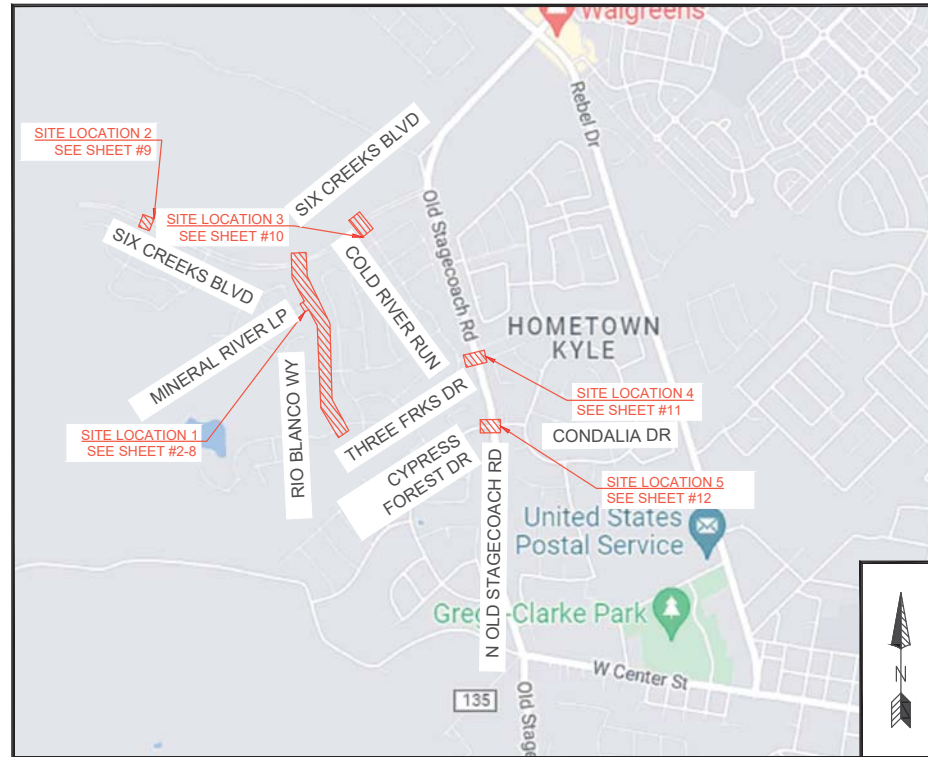 Walgreens
Rebel Dr
SITE LOCATION 2
SEE SHEET #9
SIX CREEKS BLVD
Old Stagecoach Rd
SITE LOCATION 3
SEE SHEET #10
SIX CREEKS BLVD
COLD RIVER RUN
HOMETOWN
KYLE
MINERAL RIVER LP
SITE LOCATION 4
SEE SHEET #11
SITE LOCATION 1
SEE SHEET #2-8
RIO BLANCO WY
THREE FRKS DR
CONDALIA DR
CYPRESS
FOREST DR
SITE LOCATION 5
SEE SHEET #12
N OLD STAGECOACH RD
United States
Postal Service
Greg
-Clarke Park
W Center St
135
Old Stage
N